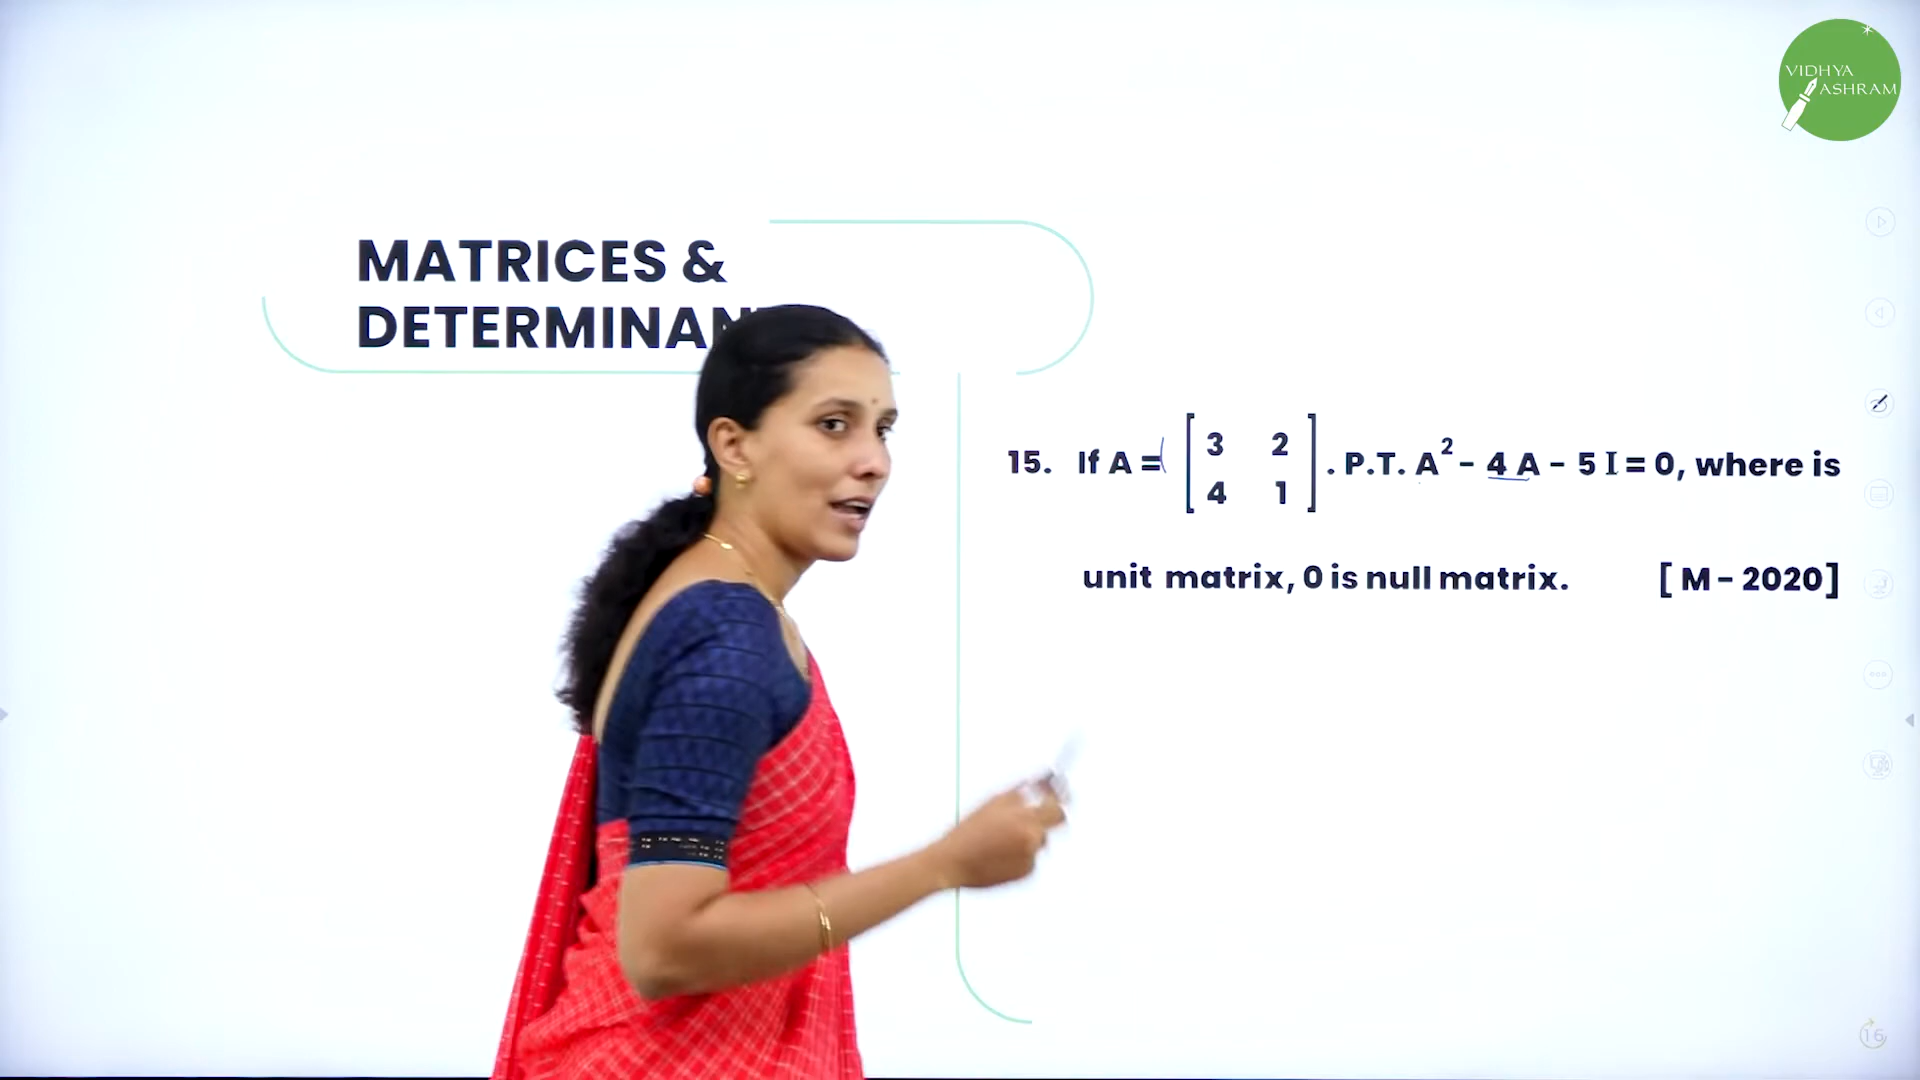 VIDHYA
ASHRAM
MATRICES &
DETERMINAN
15. If A = [ 3 2 ] . P.T. A² - 4 A - 5 I = 0, where is
[ 4 1 ]
unit matrix, 0 is null matrix. [ M - 2020 ]
16